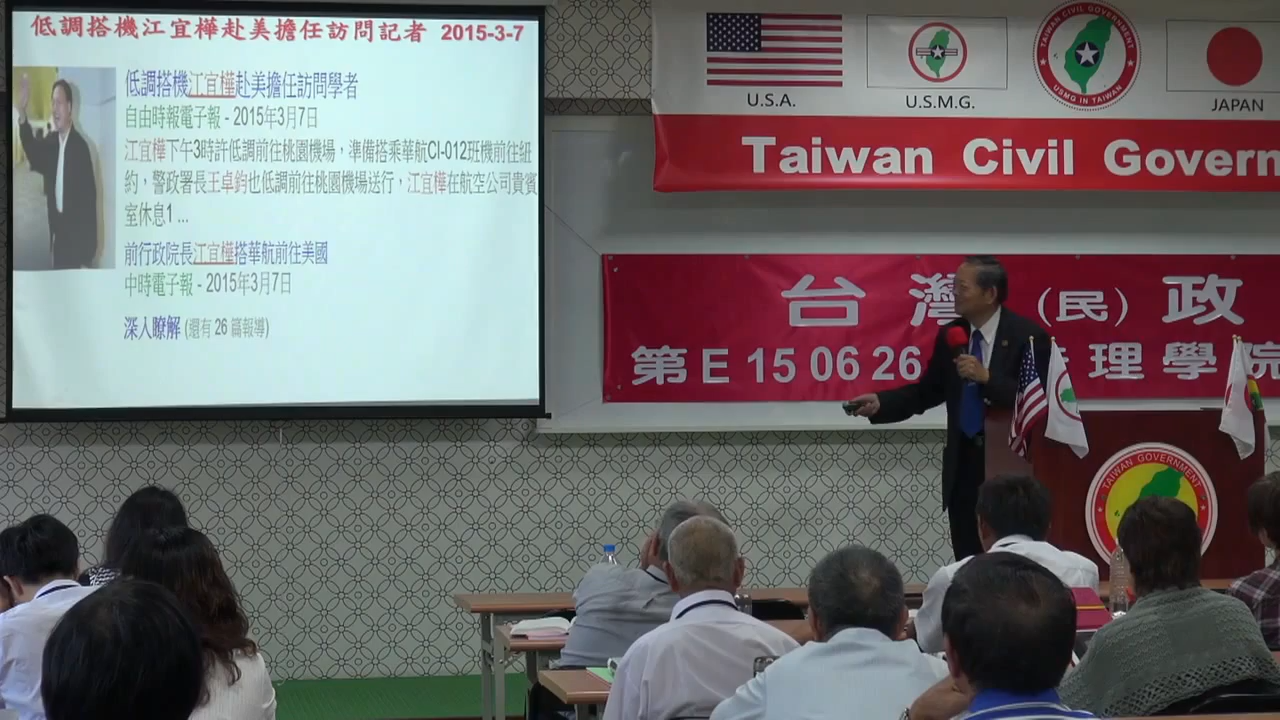 低調搭機江宜樺赴美擔任訪問記者 2015-3-7
低調搭機江宜樺赴美擔任訪問學者
自由時報電子報 - 2015年3月7日
江宜樺下午3時許低調前往桃園機場，準備搭乘華航CI-012班機前往紐
約，警政署長王卓鈞也低調前往桃園機場送行，江宜樺在航空公司貴賓
室休息1 ...
前行政院長江宜樺搭華航前往美國
中時電子報 - 2015年3月7日
深入瞭解 (還有 26 篇報導)
U.S.A.
U.S.M.G.
TAIWAN CIVIL GOVERNMENT
USMG IN TAIWAN
JAPAN
Taiwan Civil Governm
台灣(民)政
第E 15 06 26
理學院
TAIWAN GOVERNMENT